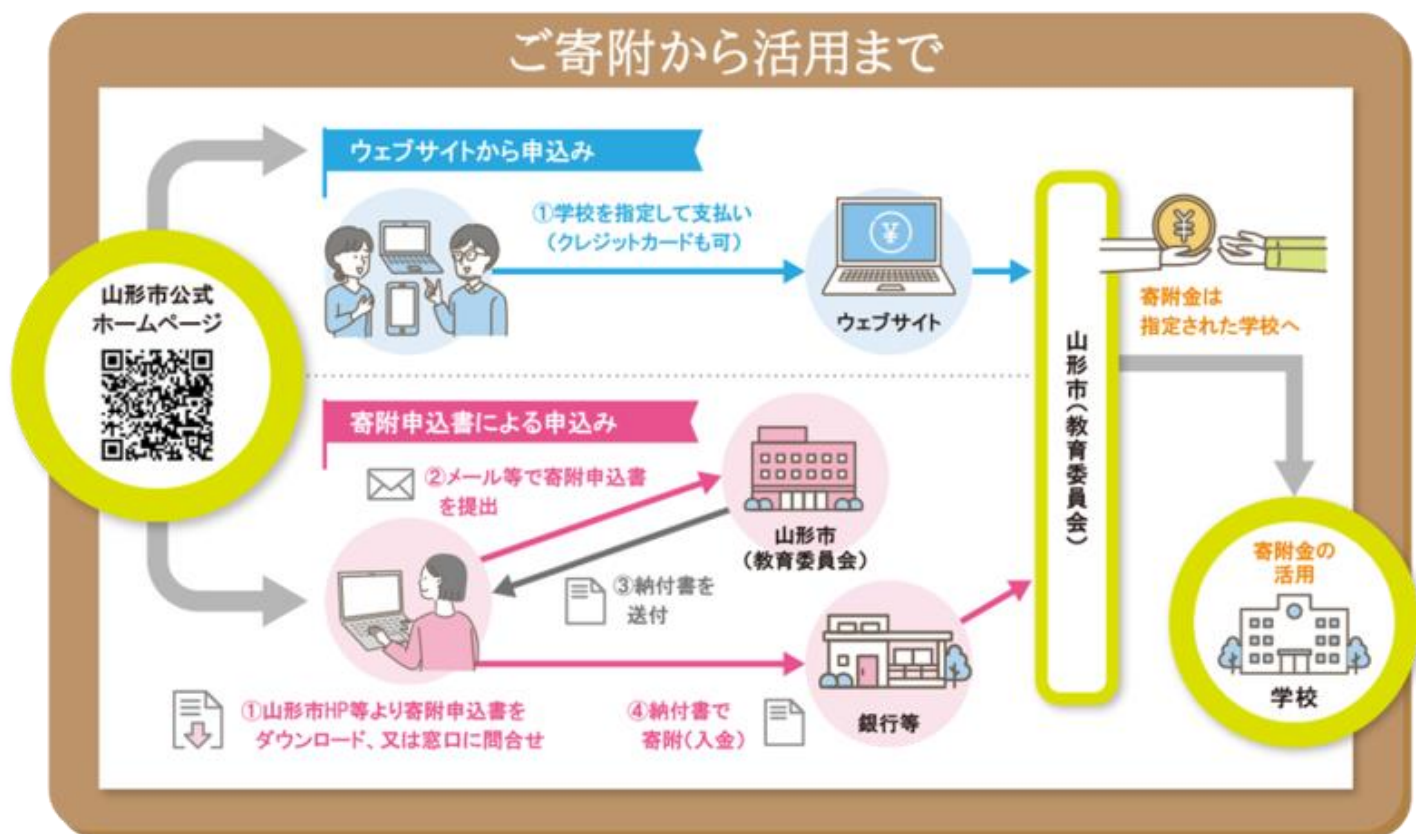 ご寄附から活用まで
山形市公式
ホームページ
ウェブサイトから申込み
①学校を指定して支払い
(クレジットカードも可)
ウェブサイト
寄附申込書による申込み
②メール等で寄附申込書
を提出
山形市
(教育委員会)
③納付書を
送付
①山形市HP等より寄附申込書を
ダウンロード、又は窓口に問合せ
④納付書で
寄附(入金)
銀行等
山形市(教育委員会)
寄附金は
指定された学校へ
寄附金の
活用
学校